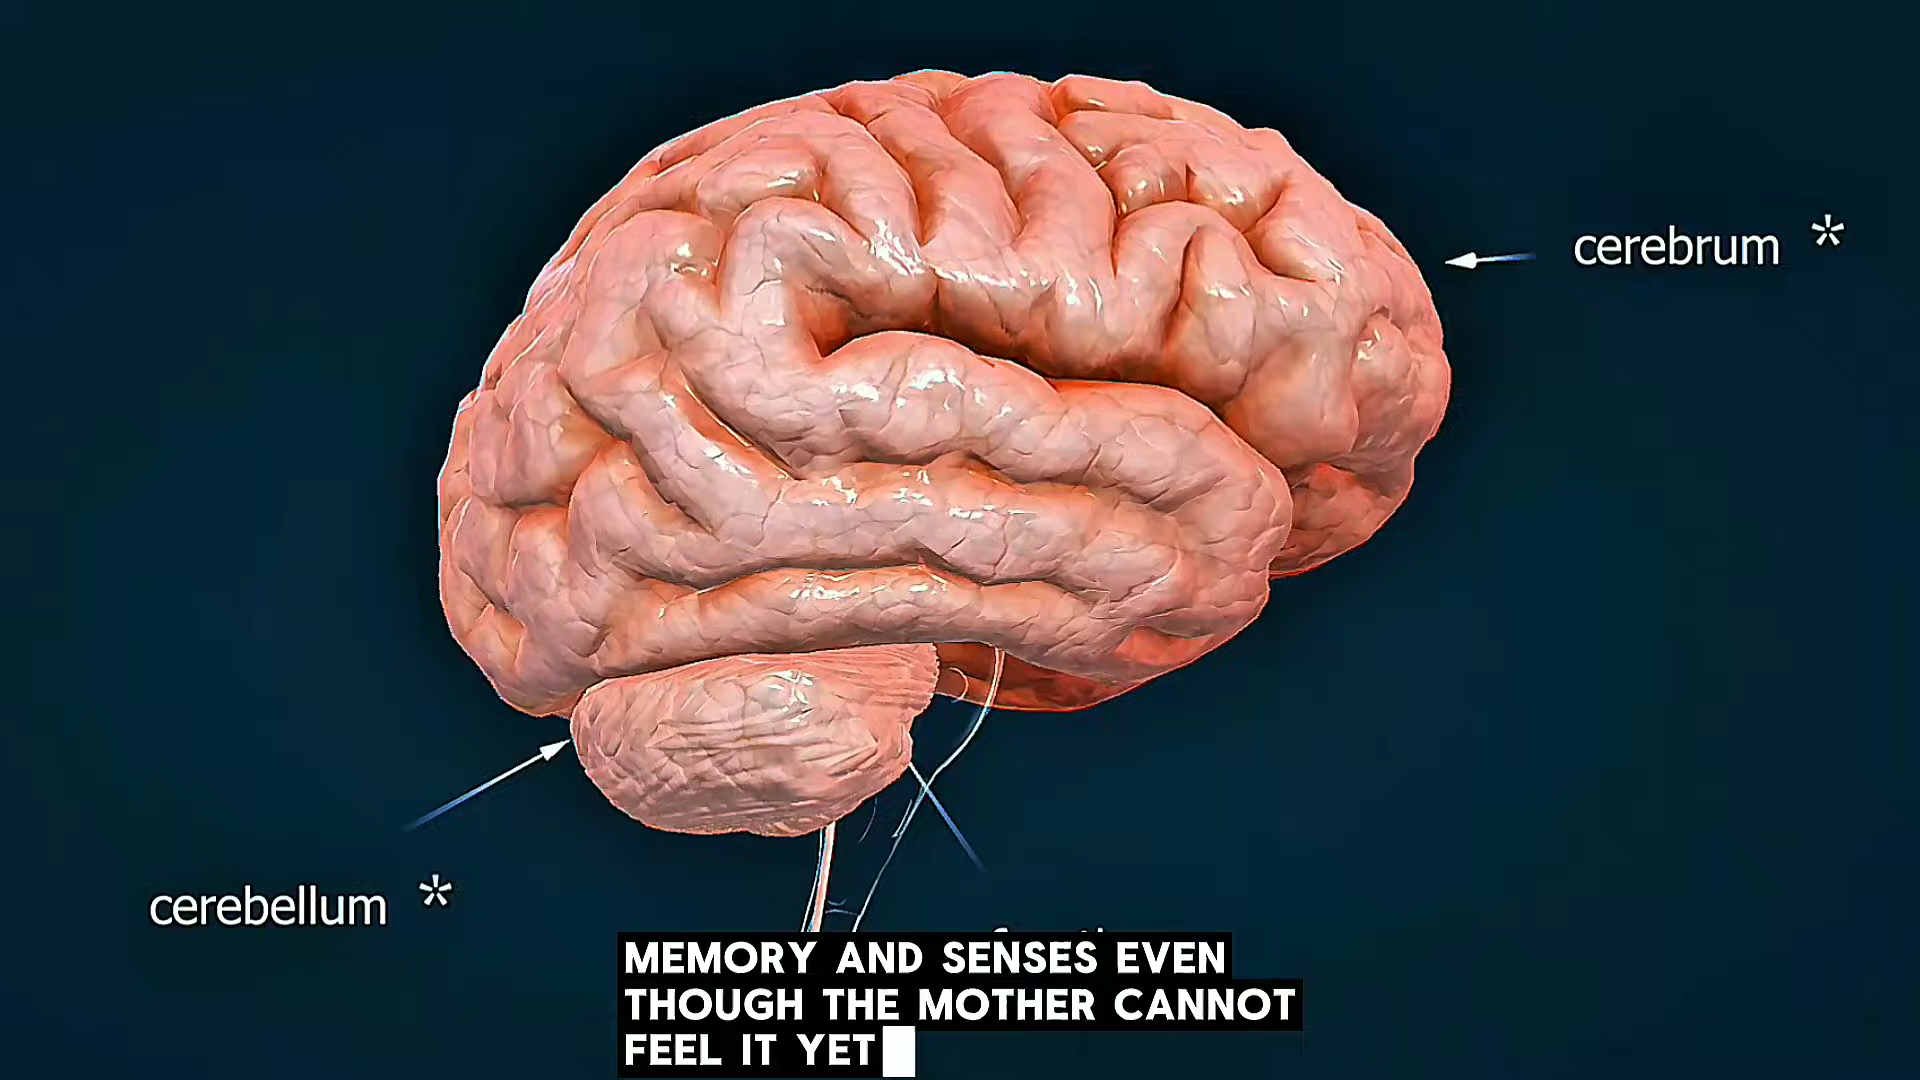 cerebrum *
cerebellum *
MEMORY AND SENSES EVEN
THOUGH THE MOTHER CANNOT
FEEL IT YET